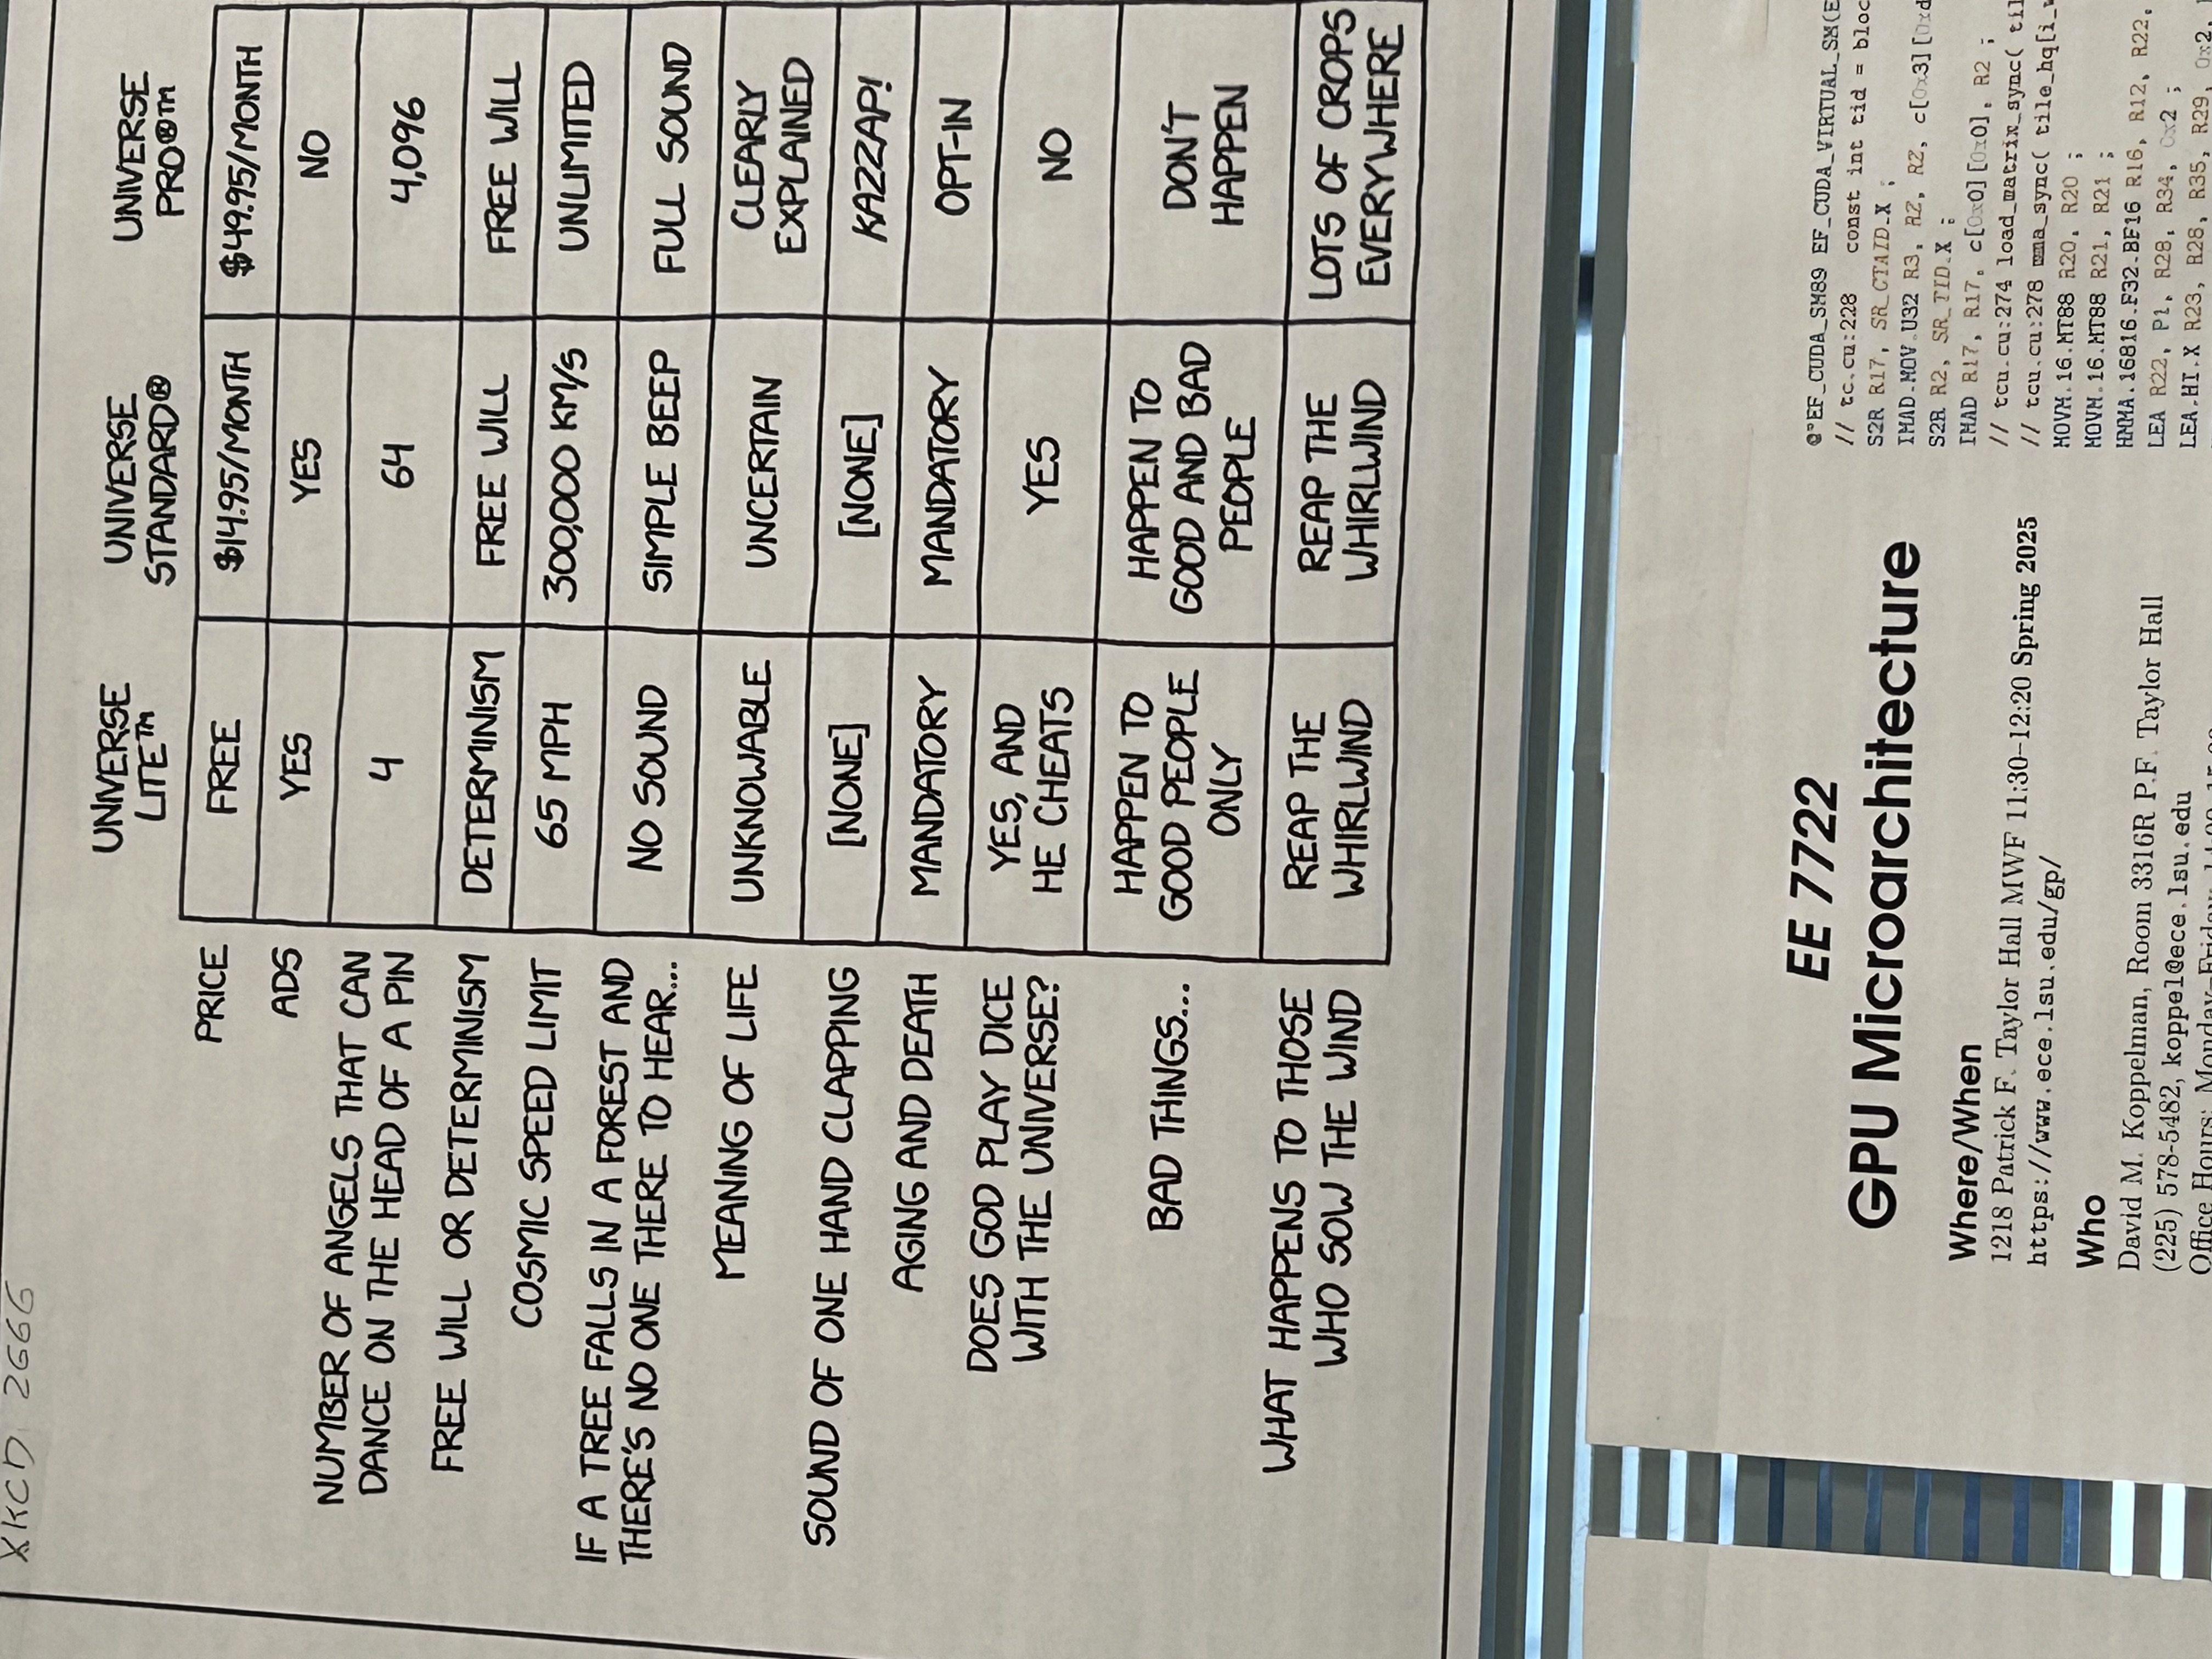 XKCD 2666
UNIVERSE LITE™ UNIVERSE STANDARD® UNIVERSE PRO®™
PRICE FREE $14.95/MONTH $49.95/MONTH
ADS YES YES NO
NUMBER OF ANGELS THAT CAN
DANCE ON THE HEAD OF A PIN 4 64 4,096
FREE WILL OR DETERMINISM DETERMINISM FREE WILL FREE WILL
COSMIC SPEED LIMIT 65 MPH 300,000 KM/S UNLIMITED
IF A TREE FALLS IN A FOREST AND
THERE'S NO ONE THERE TO HEAR... NO SOUND SIMPLE BEEP FULL SOUND
MEANING OF LIFE UNKNOWABLE UNCERTAIN CLEARLY EXPLAINED
SOUND OF ONE HAND CLAPPING [NONE] [NONE] KAZZAP!
AGING AND DEATH MANDATORY MANDATORY OPT-IN
DOES GOD PLAY DICE
WITH THE UNIVERSE? YES, AND HE CHEATS YES NO
BAD THINGS... HAPPEN TO GOOD PEOPLE ONLY HAPPEN TO GOOD AND BAD PEOPLE DON'T HAPPEN
WHAT HAPPENS TO THOSE
WHO SOW THE WIND REAP THE WHIRLWIND REAP THE WHIRLWIND LOTS OF CROPS EVERYWHERE
EE 7722
GPU Microarchitecture
Where/When
1218 Patrick F. Taylor Hall MWF 11:30–12:20 Spring 2025
https://www.ece.lsu.edu/gp/
Who
David M. Koppelman, Room 3316R P.F. Taylor Hall
(225) 578-5482, koppel@ece.lsu.edu
Office Hours: Monday–Friday,
EF_CUDA_SM89 EF_CUDA_VIRTUAL_SM(E
// tc.cu:228 const int tid = bloc
S2R R17, SR_CTAID.X ;
IMAD.MOV.U32 R3, RZ, RZ, c[0x3][0xd
S2R R2, SR_TID.X ;
IMAD R17, R17, c[0x0][0x0], R2 ;
// tcu.cu:274 load_matrix_sync( til
// tcu.cu:278 mma_sync( tile_hq[i_w
MOVM.16.MT88 R20, R20 ;
MOVM.16.MT88 R21, R21 ;
HMMA.16816.F32.BF16 R16, R12, R22,
LEA R22, P1, R28, R34, 0x2 ;
LEA.HI.X R23, R28, R35, R29, 0x2,